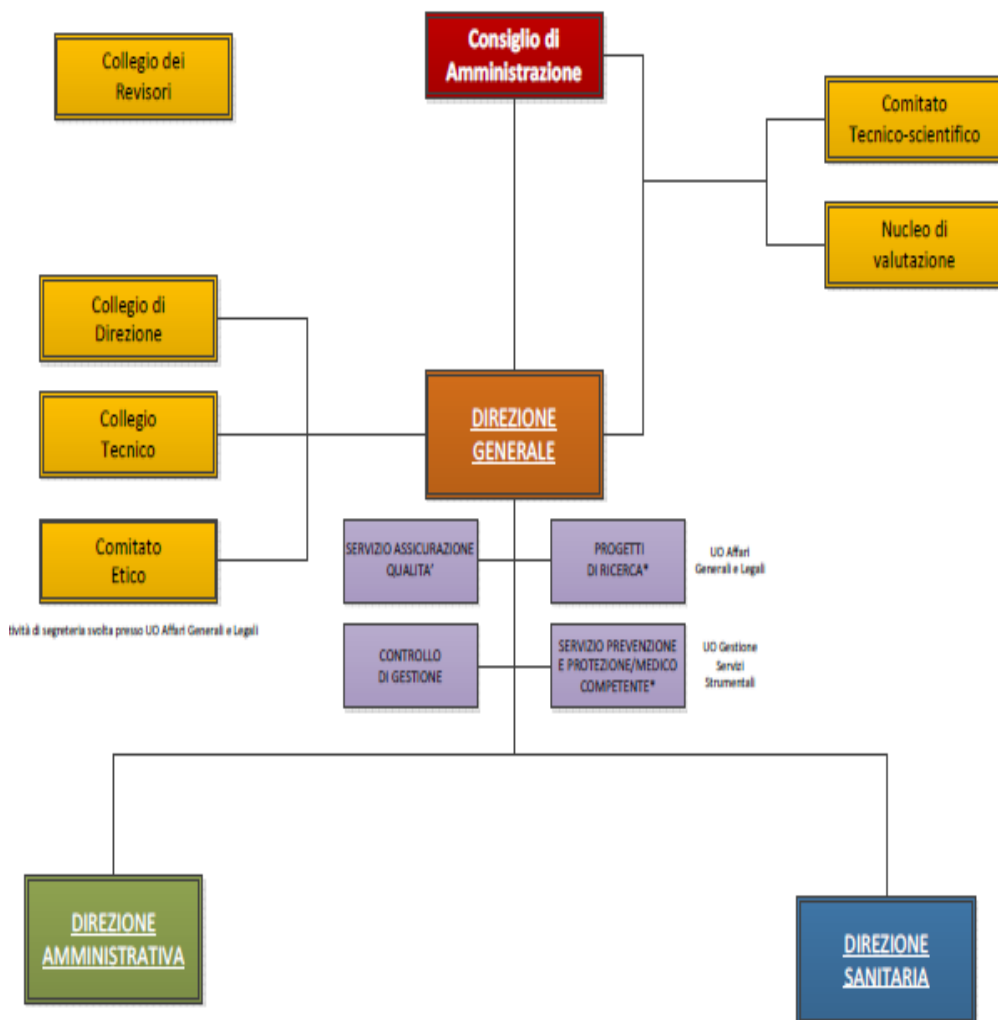 Collegio dei
Revisori
Consiglio di
Amministrazione
Comitato
Tecnico-scientifico
Nucleo di
valutazione
Collegio di
Direzione
Collegio
Tecnico
Comitato
Etico
tività di segreteria svolta presso UO Affari Generali e Legali
DIREZIONE
GENERALE
SERVIZIO ASSICURAZIONE
QUALITA'
PROGETTI
DI RICERCA*
UO Affari
Generali e Legali
CONTROLLO
DI GESTIONE
SERVIZIO PREVENZIONE
E PROTEZIONE/MEDICO
COMPETENTE*
UO Gestione
Servizi
Strumentali
DIREZIONE
AMMINISTRATIVA
DIREZIONE
SANITARIA